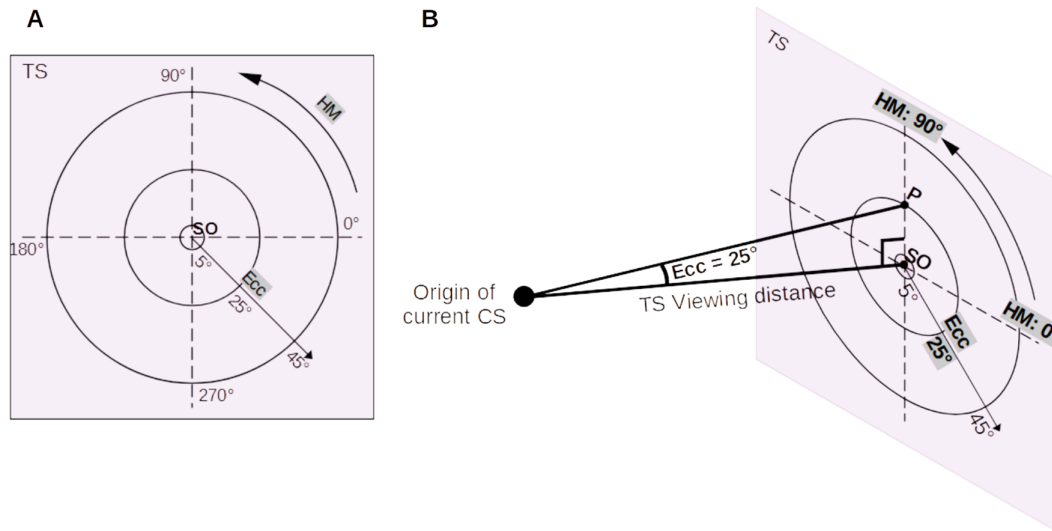 A
TS
90°
HM
SO
0°
180°
5°
Ecc
25°
45°
270°
B
TS
HM: 90°
P
Ecc = 25°
SO
Origin of
current CS
TS Viewing distance
5°
HM: 0
Ecc
25°
45°